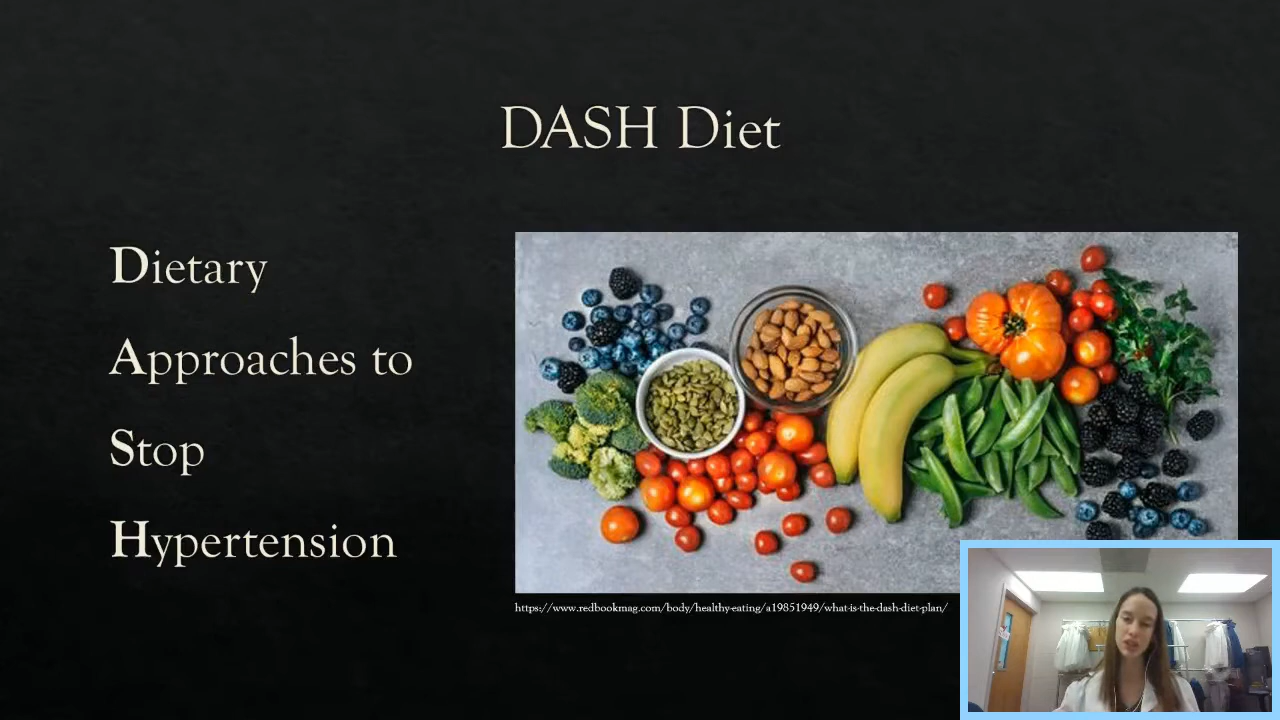 DASH Diet
Dietary
Approaches to
Stop
Hypertension
https://www.redbookmag.com/body/healthy-eating/a19851949/what-is-the-dash-diet-plan/